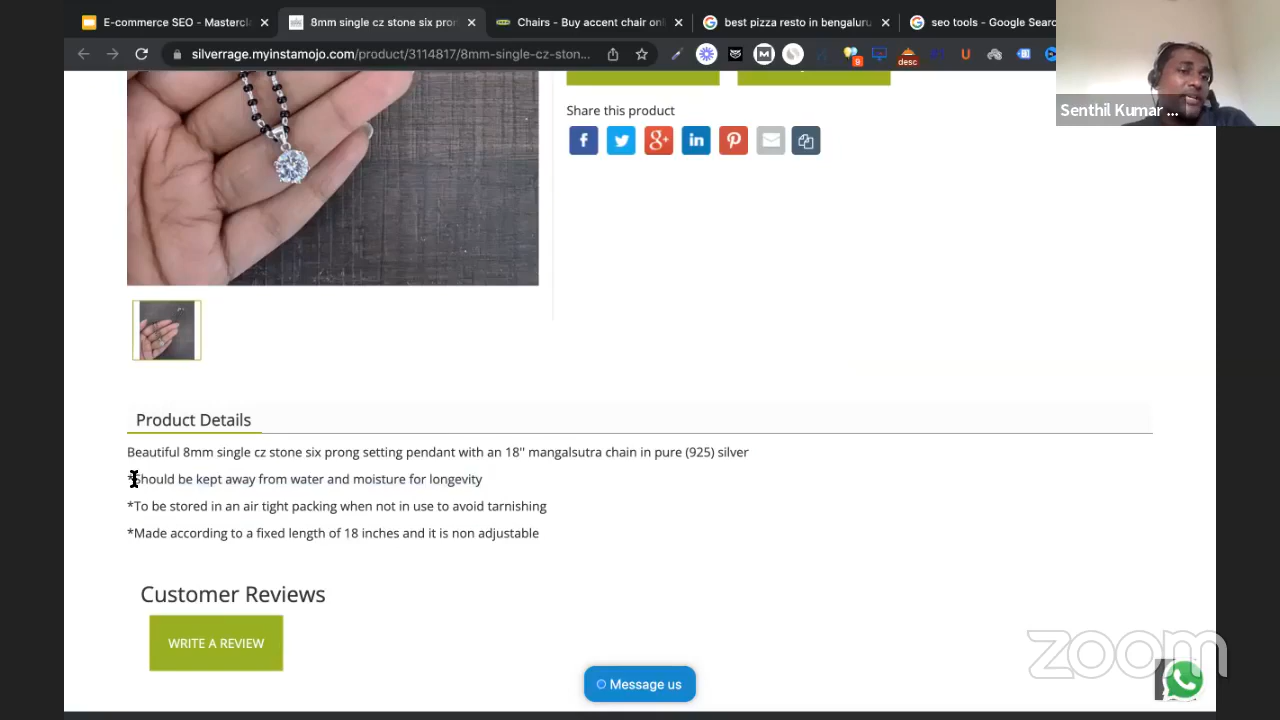 E-commerce SEO - Mastercl
8mm single cz stone six pron
Chairs - Buy accent chair onl
best pizza resto in bengaluru
seo tools - Google Searc
silverrage.myinstamojo.com/product/3114817/8mm-single-cz-ston...
9
desc
Senthil Kumar ...
Share this product
Product Details
Beautiful 8mm single cz stone six prong setting pendant with an 18" mangalsutra chain in pure (925) silver
*Should be kept away from water and moisture for longevity
*To be stored in an air tight packing when not in use to avoid tarnishing
*Made according to a fixed length of 18 inches and it is non adjustable
Customer Reviews
WRITE A REVIEW
Message us
zoom